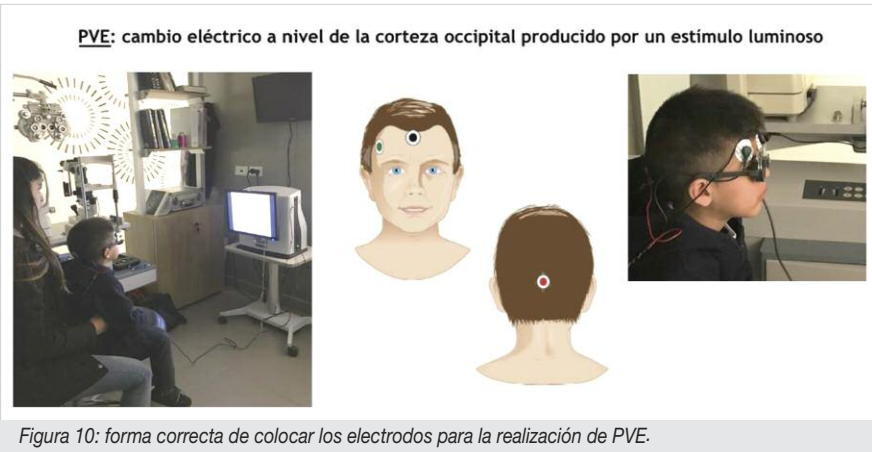 PVE: cambio eléctrico a nivel de la corteza occipital producido por un estímulo luminoso
Figura 10: forma correcta de colocar los electrodos para la realización de PVE.